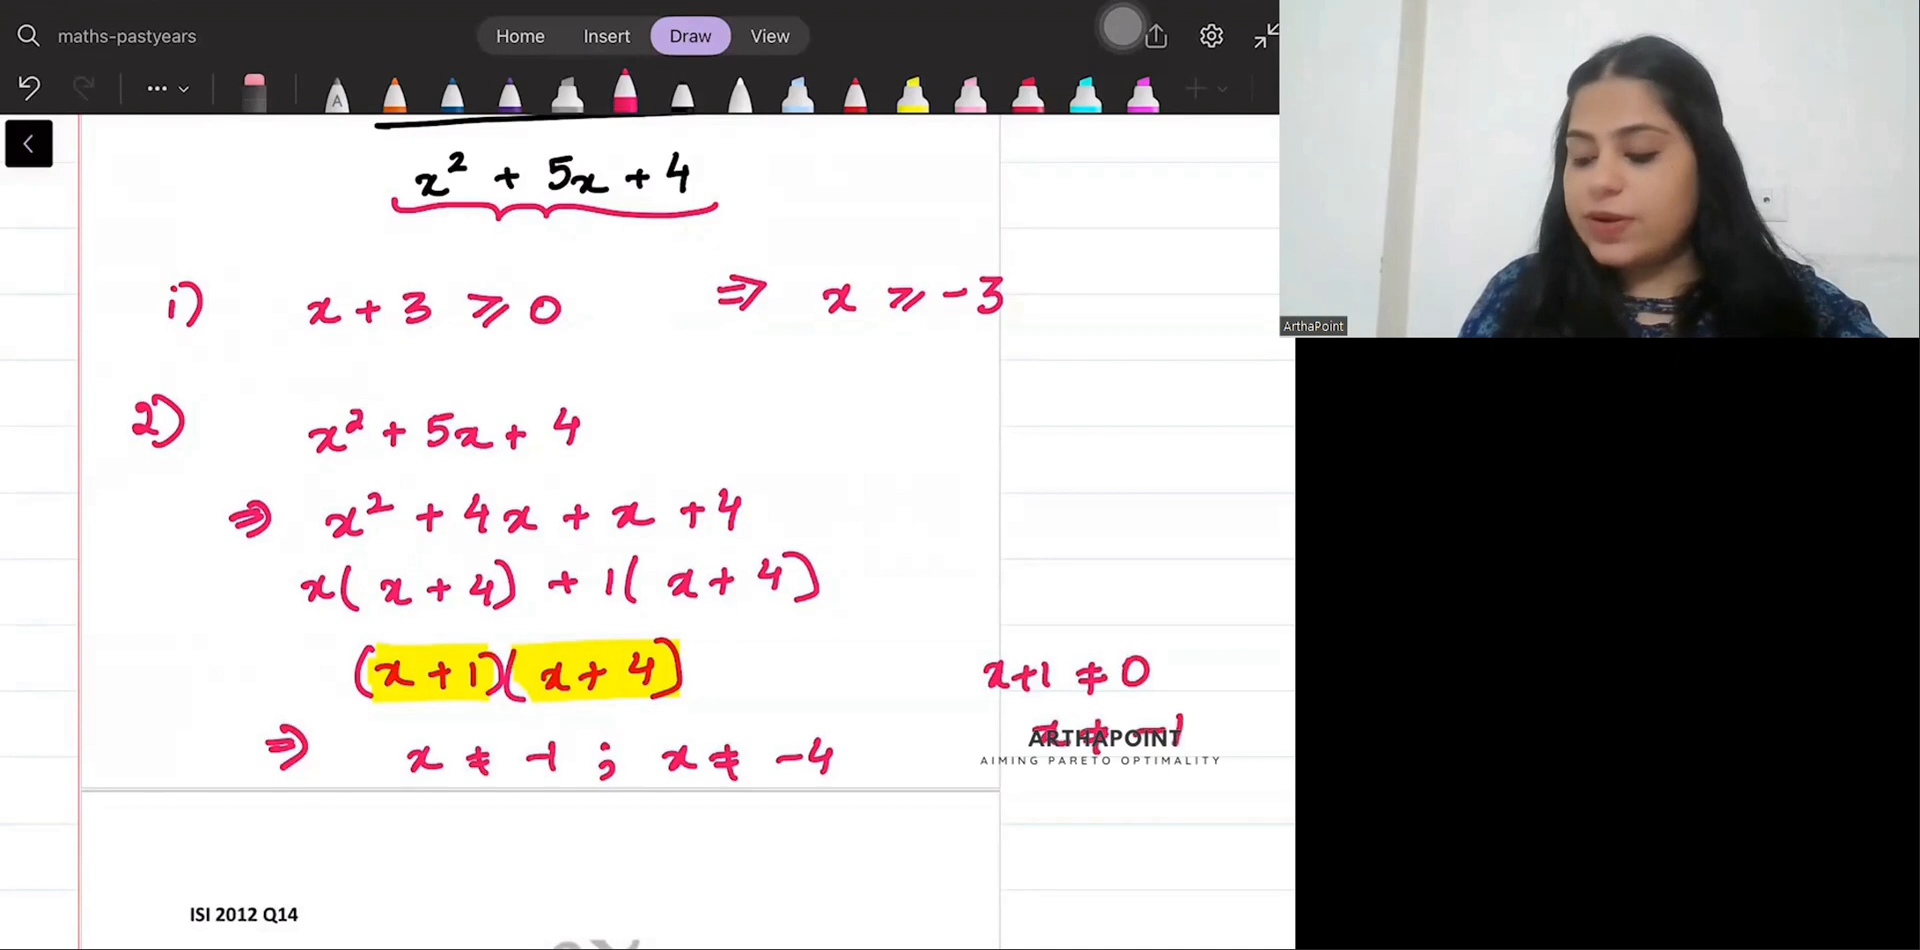 maths-pastyears
Home Insert Draw View
A
x² + 5x + 4
i) x + 3 ⩾ 0 ⇒ x ⩾ -3
2) x² + 5x + 4
⇒ x² + 4x + x + 4
x( x + 4) + 1( x + 4)
(x + 1)( x + 4)
x+1 ≠ 0
x ≠ -1
⇒ x ≠ -1 ; x ≠ -4
ARTHAPOINT
AIMING PARETO OPTIMALITY
ISI 2012 Q14
ArthaPoint